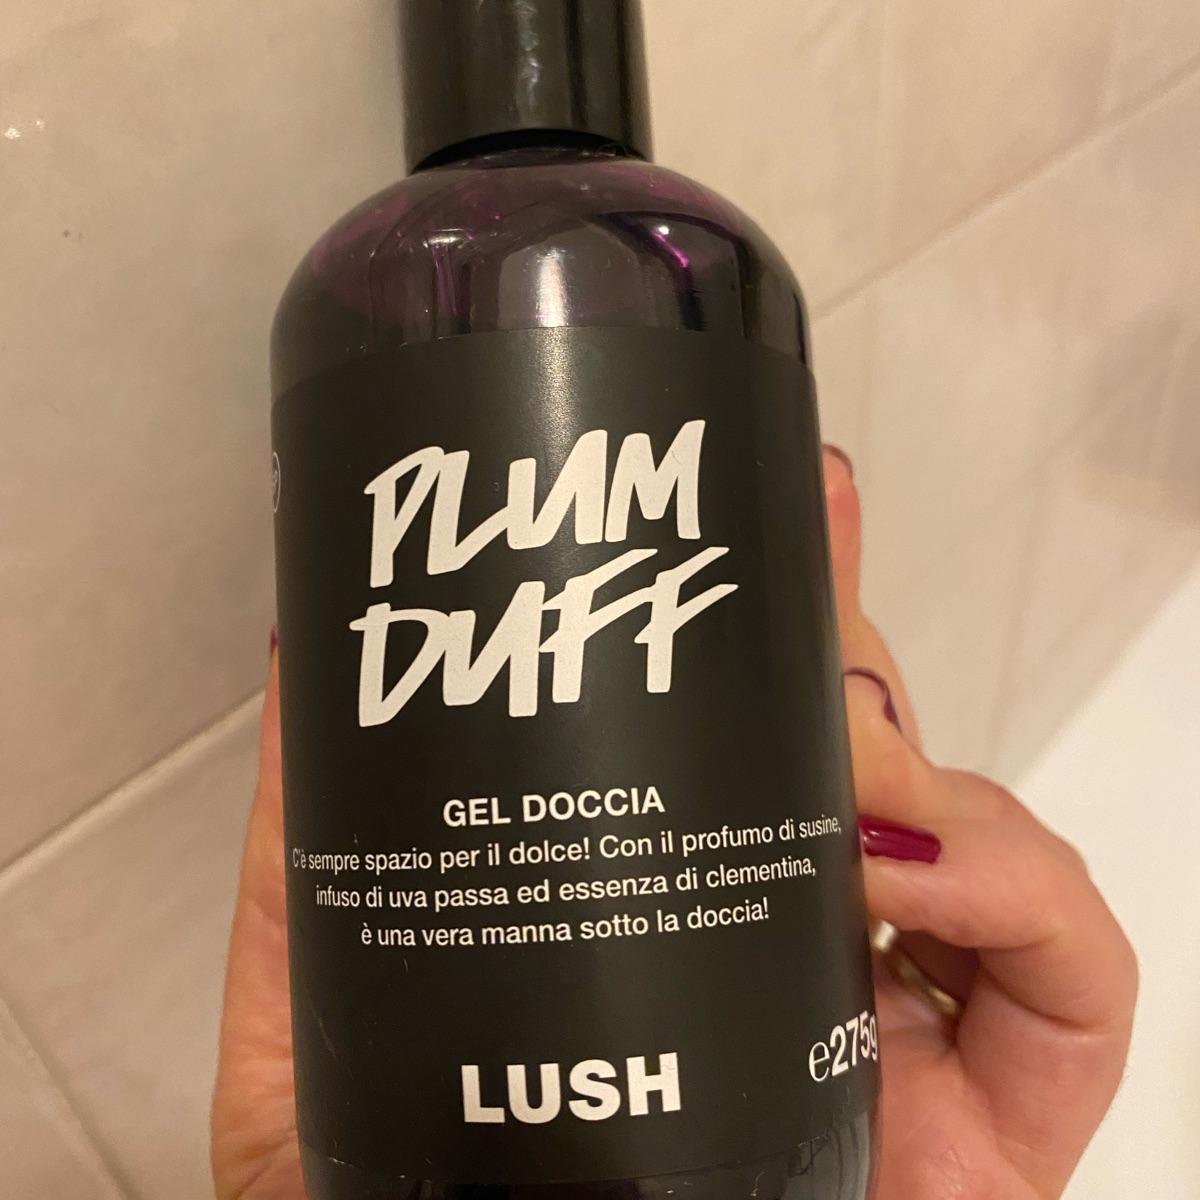 PLUM
DUFF
GEL DOCCIA
C'è sempre spazio per il dolce! Con il profumo di susine,
infuso di uva passa ed essenza di clementina,
è una vera manna sotto la doccia!
LUSH
e275g